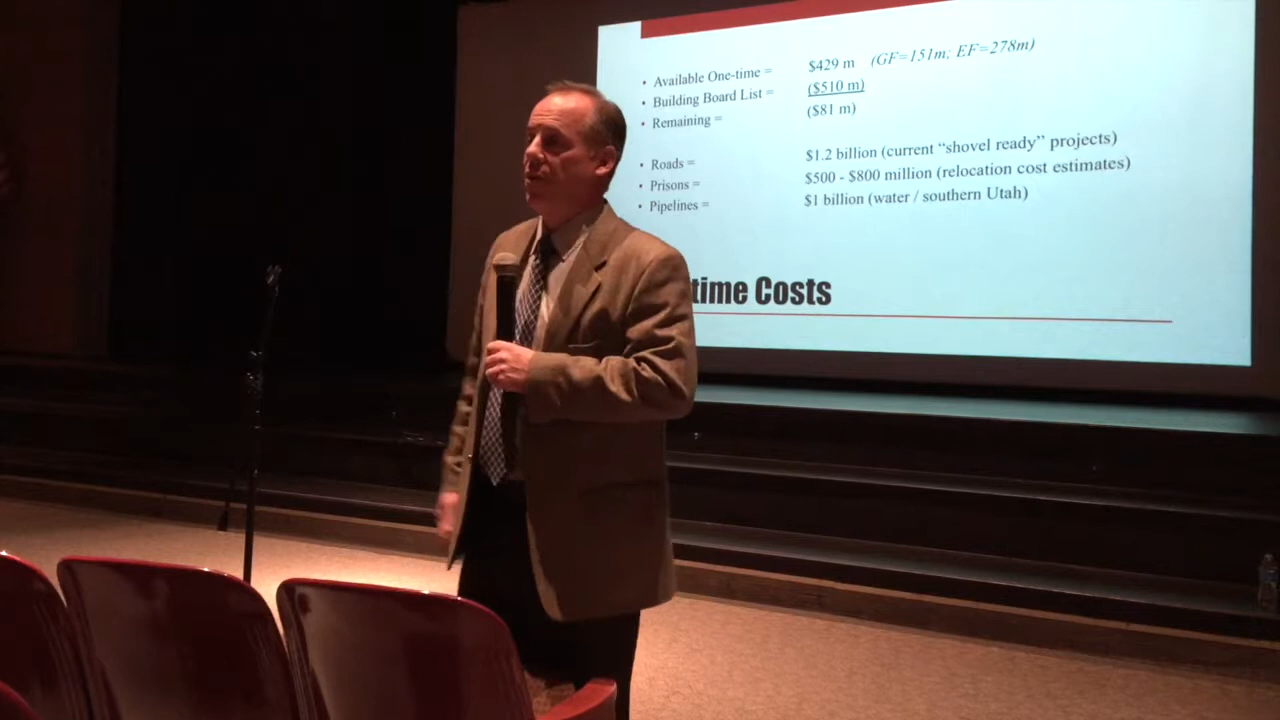 • Available One-time = $429 m (GF=151m; EF=278m)
• Building Board List = ($510 m)
• Remaining = ($81 m)
• Roads = $1.2 billion (current “shovel ready” projects)
• Prisons = $500 - $800 million (relocation cost estimates)
• Pipelines = $1 billion (water / southern Utah)
time Costs